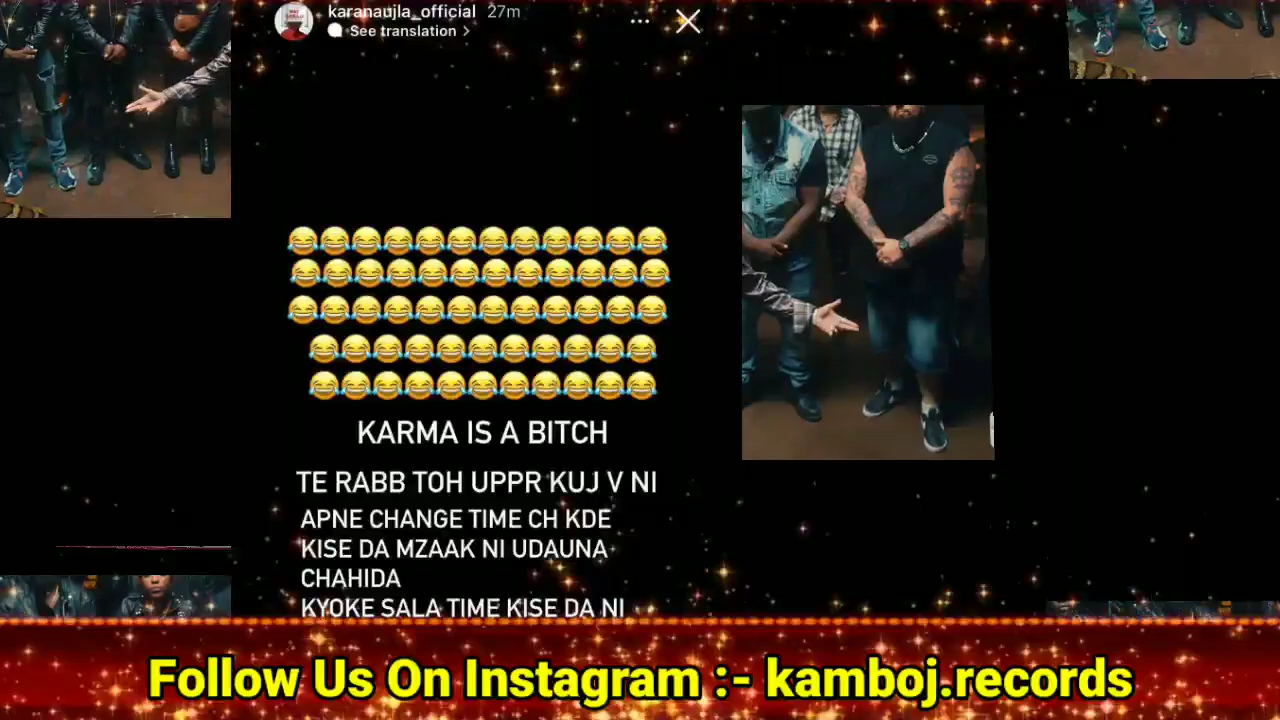 karanaujla_official 27m
See translation >
😂😂😂😂😂😂😂😂😂😂😂😂
😂😂😂😂😂😂😂😂😂😂😂😂
😂😂😂😂😂😂😂😂😂😂😂😂
😂😂😂😂😂😂😂😂😂😂😂
😂😂😂😂😂😂😂😂😂😂😂
KARMA IS A BITCH
TE RABB TOH UPPR KUJ V NI
APNE CHANGE TIME CH KDE
KISE DA MZAAK NI UDAUNA
CHAHIDA
KYOKE SALA TIME KISE DA NI
Follow Us On Instagram :- kamboj.records